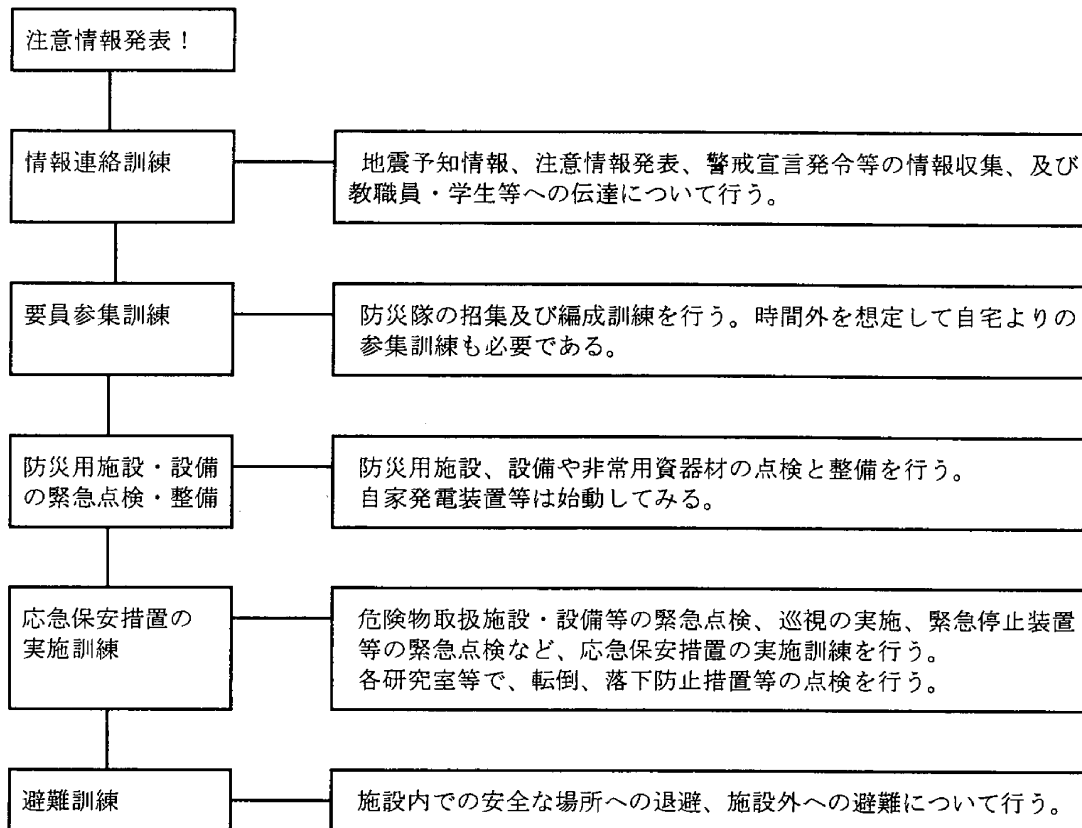 注意情報発表！
情報連絡訓練
地震予知情報、注意情報発表、警戒宣言発令等の情報収集、及び
教職員・学生等への伝達について行う。
要員参集訓練
防災隊の招集及び編成訓練を行う。時間外を想定して自宅よりの
参集訓練も必要である。
防災用施設・設備
の緊急点検・整備
防災用施設、設備や非常用資器材の点検と整備を行う。
自家発電装置等は始動してみる。
応急保安措置の
実施訓練
危険物取扱施設・設備等の緊急点検、巡視の実施、緊急停止装置
等の緊急点検など、応急保安措置の実施訓練を行う。
各研究室等で、転倒、落下防止措置等の点検を行う。
避難訓練
施設内での安全な場所への退避、施設外への避難について行う。